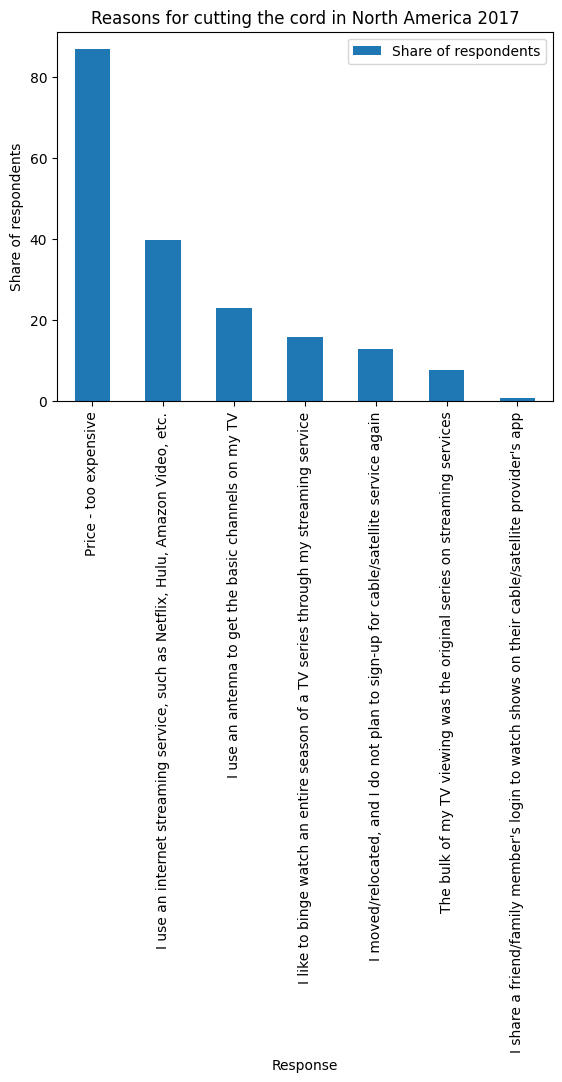 Reasons for cutting the cord in North America 2017
Share of respondents
Share of respondents
80
60
40
20
0
Price - too expensive
I use an internet streaming service, such as Netflix, Hulu, Amazon Video, etc.
I use an antenna to get the basic channels on my TV
I like to binge watch an entire season of a TV series through my streaming service
I moved/relocated, and I do not plan to sign-up for cable/satellite service again
The bulk of my TV viewing was the original series on streaming services
I share a friend/family member's login to watch shows on their cable/satellite provider's app
Response